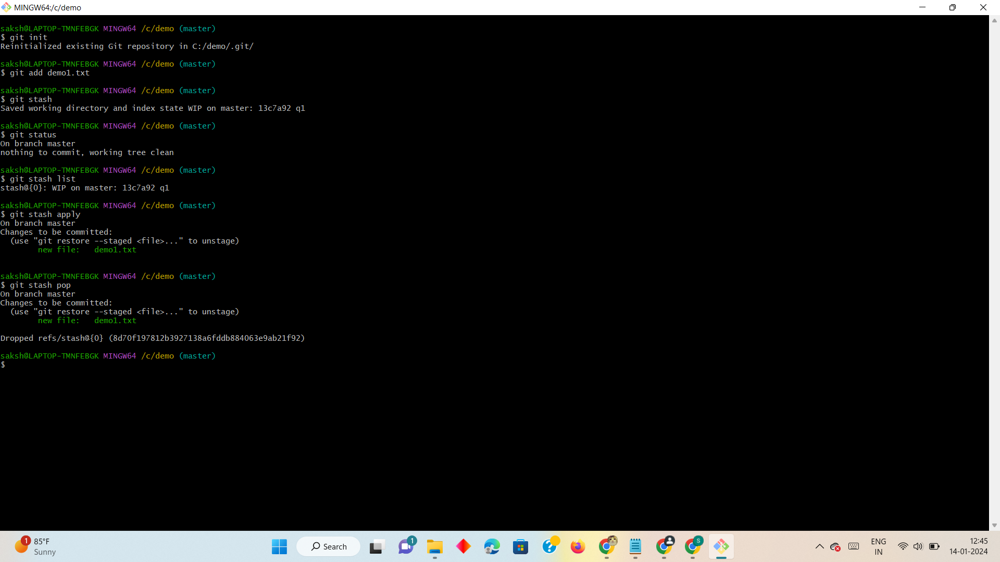 MINGW64:/c/demo
saksh@LAPTOP-TMNFEBGK MINGW64 /c/demo (master)
$ git init
Reinitialized existing Git repository in C:/demo/.git/
saksh@LAPTOP-TMNFEBGK MINGW64 /c/demo (master)
$ git add demo1.txt
saksh@LAPTOP-TMNFEBGK MINGW64 /c/demo (master)
$ git stash
Saved working directory and index state WIP on master: 13c7a92 q1
saksh@LAPTOP-TMNFEBGK MINGW64 /c/demo (master)
$ git status
On branch master
nothing to commit, working tree clean
saksh@LAPTOP-TMNFEBGK MINGW64 /c/demo (master)
$ git stash list
stash@{0}: WIP on master: 13c7a92 q1
saksh@LAPTOP-TMNFEBGK MINGW64 /c/demo (master)
$ git stash apply
On branch master
Changes to be committed:
  (use "git restore --staged <file>..." to unstage)
        new file:   demo1.txt
saksh@LAPTOP-TMNFEBGK MINGW64 /c/demo (master)
$ git stash pop
On branch master
Changes to be committed:
  (use "git restore --staged <file>..." to unstage)
        new file:   demo1.txt
Dropped refs/stash@{0} (8d70f197812b3927138a6fddb884063e9ab21f92)
saksh@LAPTOP-TMNFEBGK MINGW64 /c/demo (master)
$
1 85°F
Sunny
Search
1
S
ENG
IN
12:45
14-01-2024